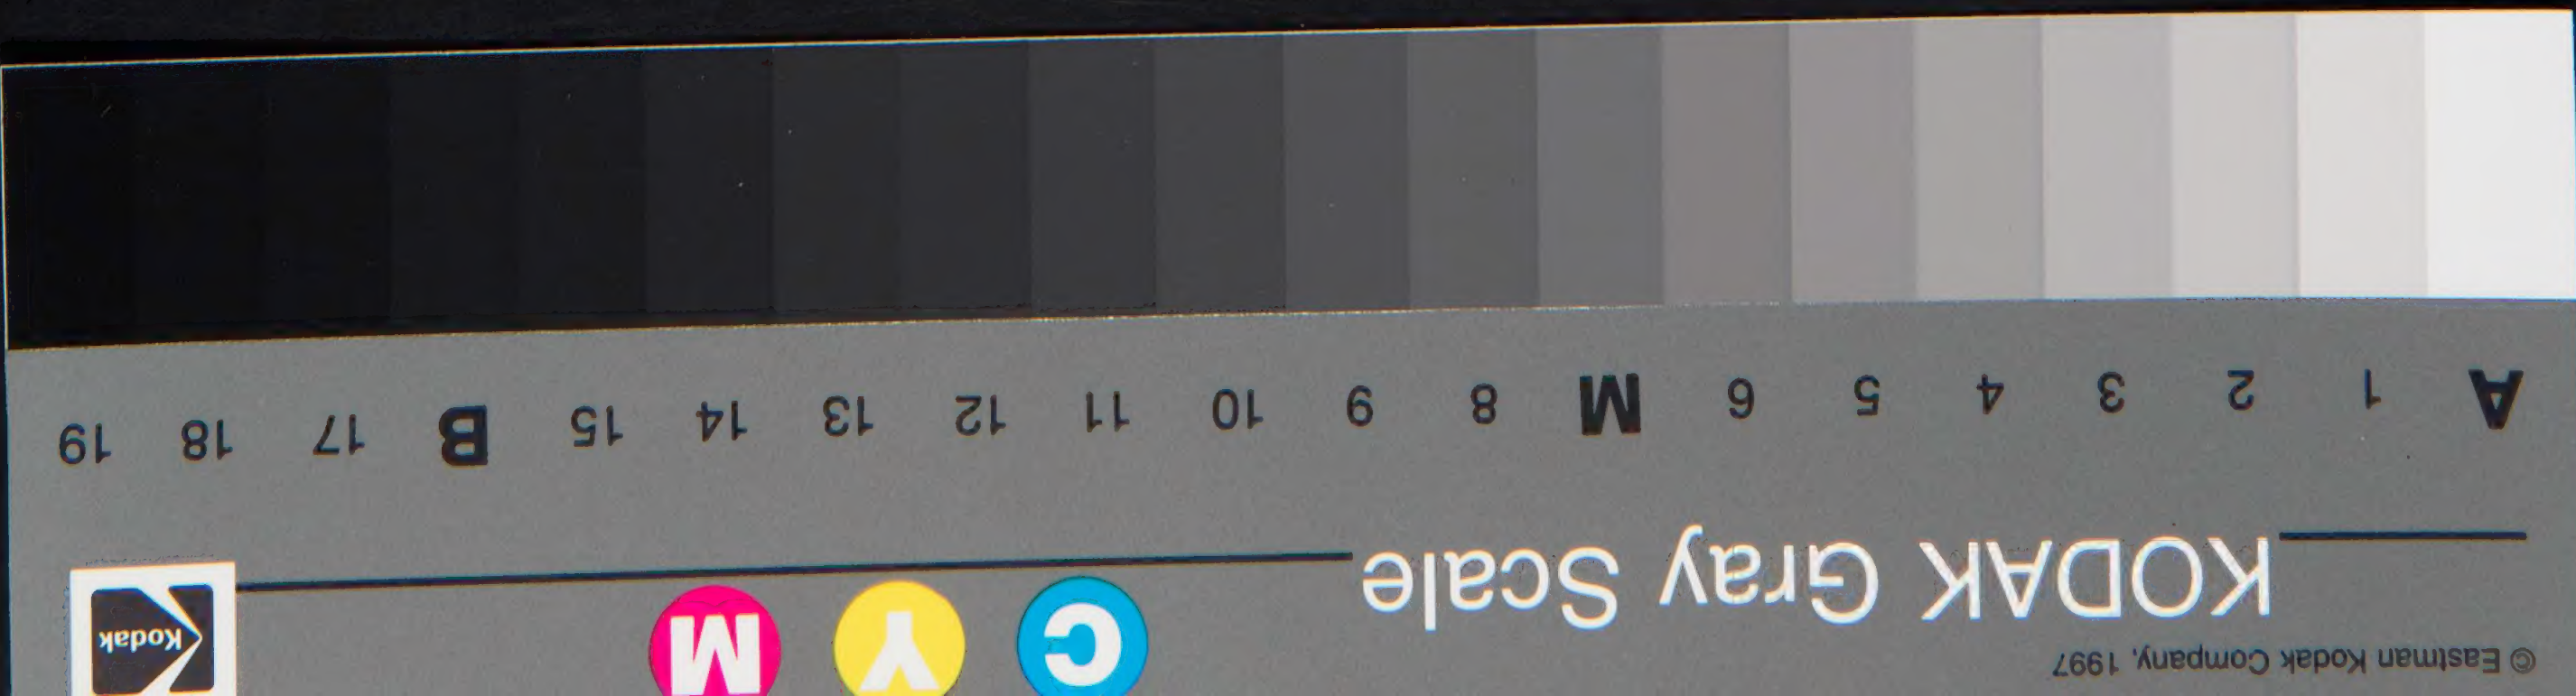 © Eastman Kodak Company, 1997
KODAK Gray Scale
C Y M
Kodak
A 1 2 3 4 5 6 M 8 9 10 11 12 13 14 15 B 17 18 19